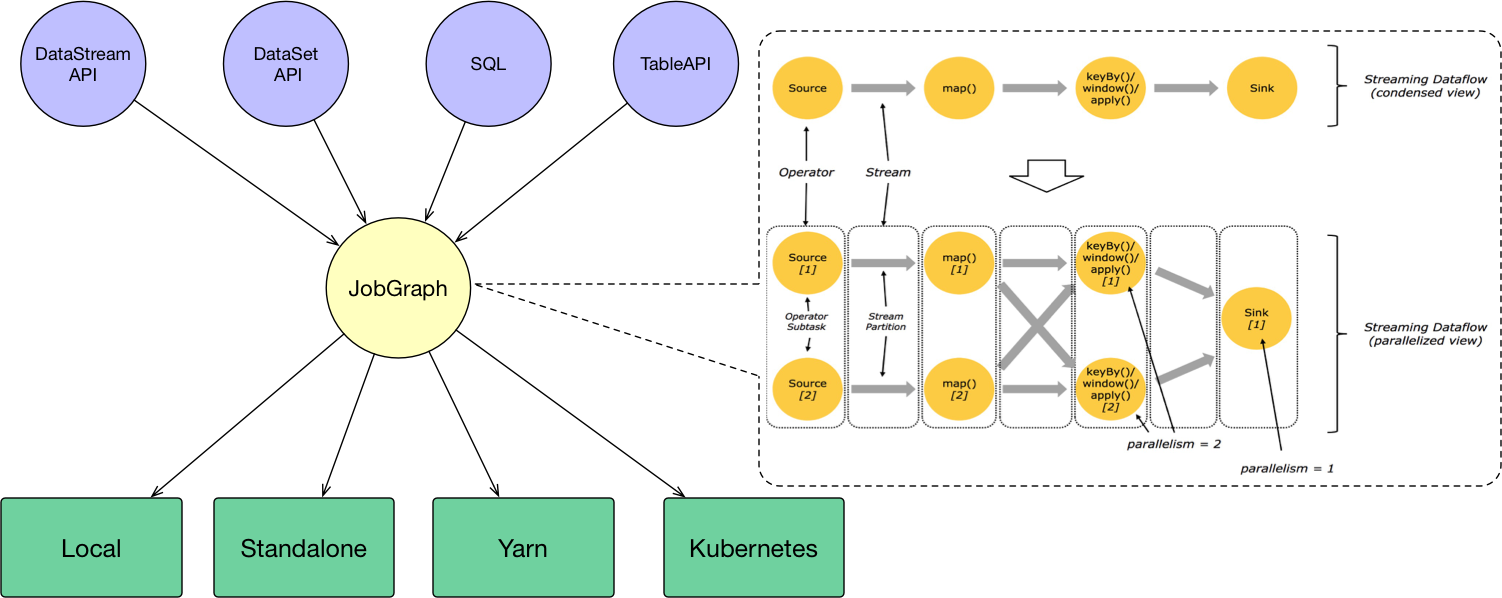 DataStream
API
DataSet
API
SQL
TableAPI
JobGraph
Local
Standalone
Yarn
Kubernetes
Source
map()
keyBy()/
window()/
apply()
Sink
Streaming Dataflow
(condensed view)
Operator
Stream
Source
[1]
map()
[1]
keyBy()/
window()/
apply()
[1]
Operator
Subtask
Stream
Partition
Sink
[1]
Streaming Dataflow
(parallelized view)
Source
[2]
map()
[2]
keyBy()/
window()/
apply()
[2]
parallelism = 2
parallelism = 1